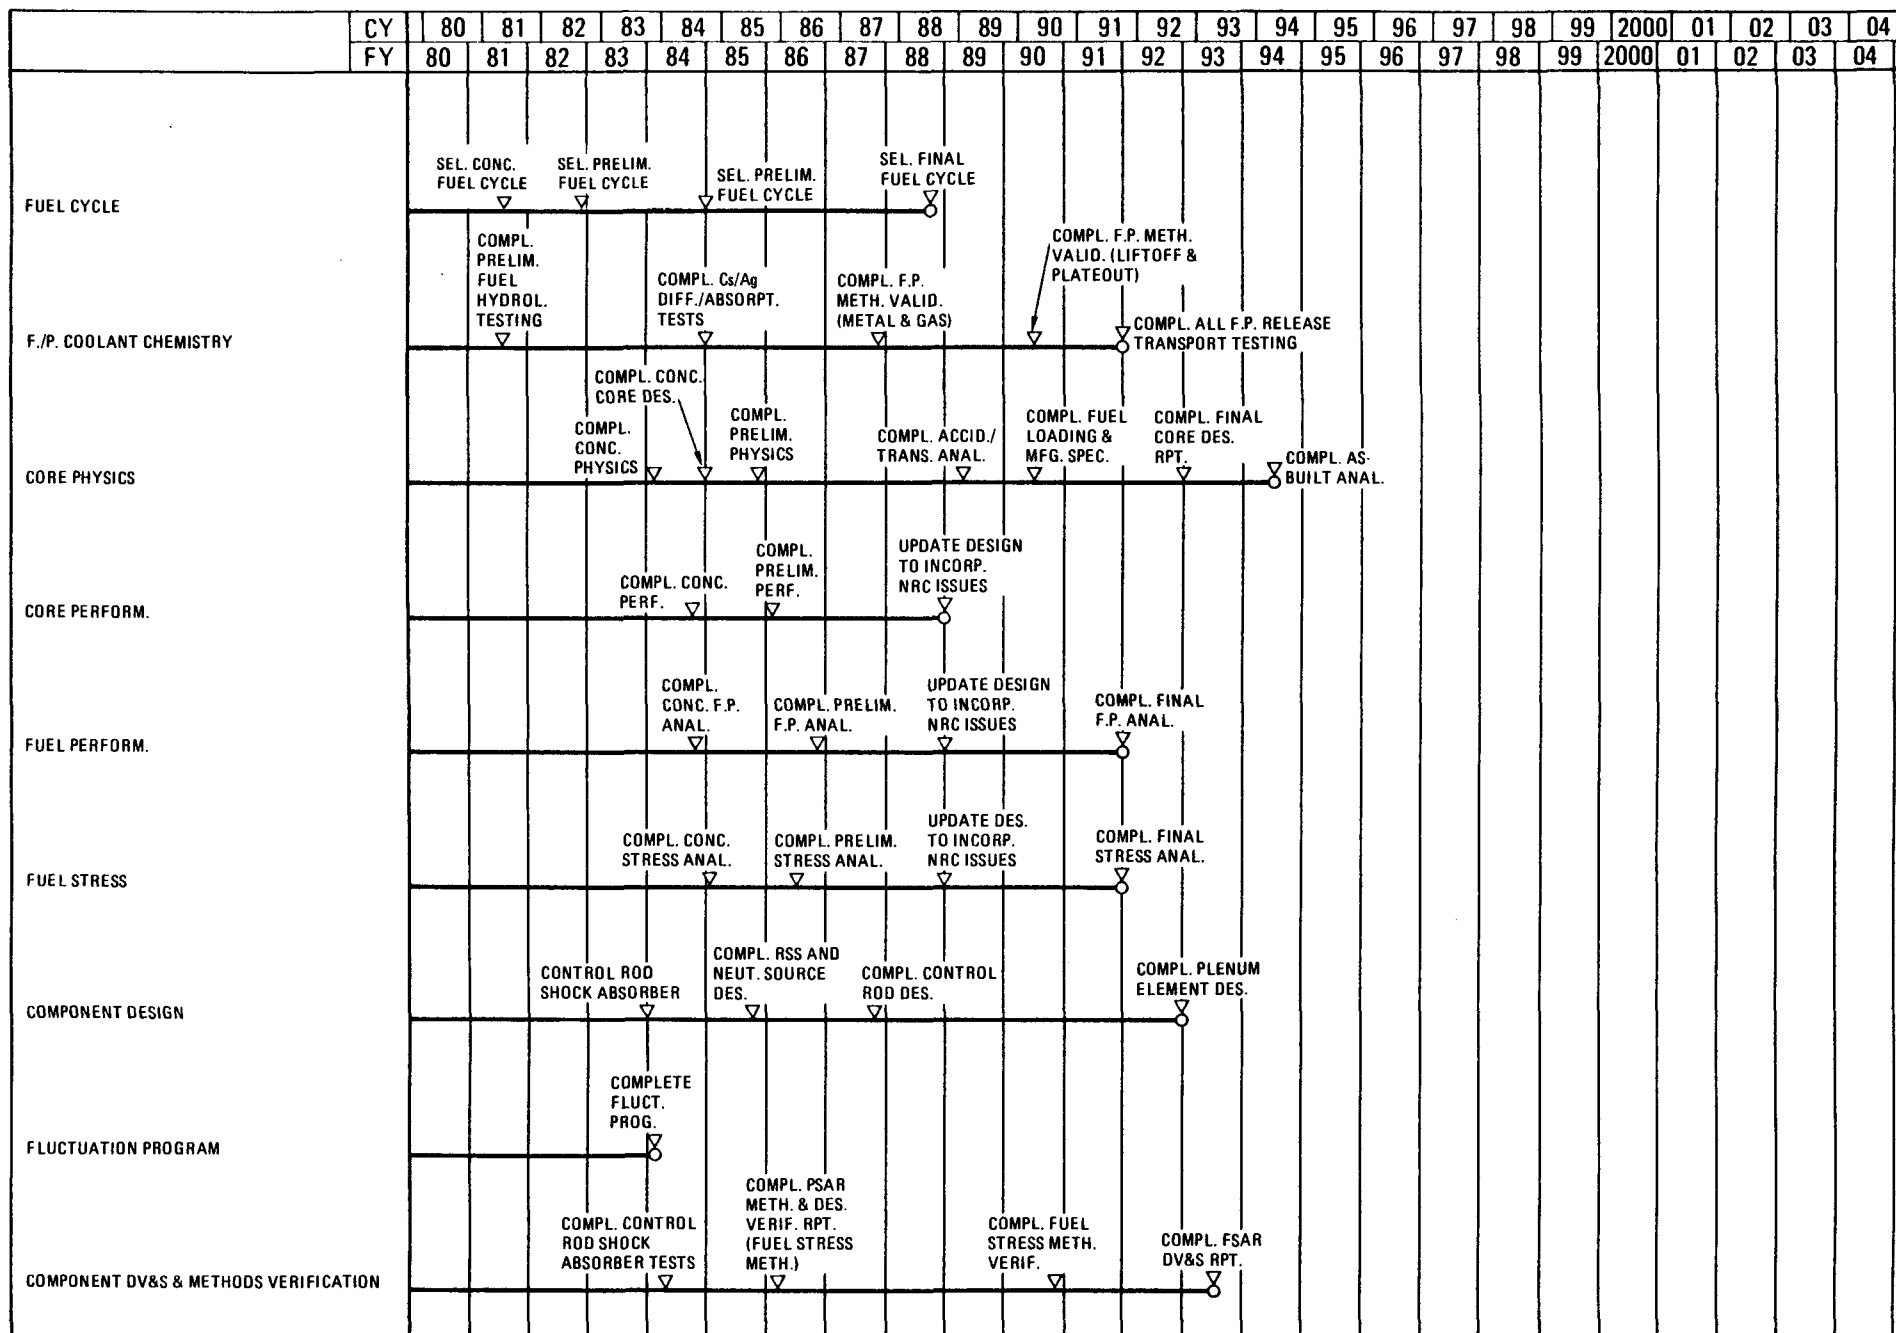 CY 80 81 82 83 84 85 86 87 88 89 90 91 92 93 94 95 96 97 98 99 2000 01 02 03 04
FY 80 81 82 83 84 85 86 87 88 89 90 91 92 93 94 95 96 97 98 99 2000 01 02 03 04
FUEL CYCLE
SEL. CONC.
FUEL CYCLE
SEL. PRELIM.
FUEL CYCLE
SEL. PRELIM.
FUEL CYCLE
SEL. FINAL
FUEL CYCLE
F./P. COOLANT CHEMISTRY
COMPL.
PRELIM.
FUEL
HYDROL.
TESTING
COMPL. Cs/Ag
DIFF./ABSORPT.
TESTS
COMPL. F.P.
METH. VALID.
(METAL & GAS)
COMPL. F.P. METH.
VALID. (LIFTOFF &
PLATEOUT)
COMPL. ALL F.P. RELEASE
TRANSPORT TESTING
CORE PHYSICS
COMPL.
CONC.
PHYSICS
COMPL. CONC.
CORE DES.
COMPL.
PRELIM.
PHYSICS
COMPL. ACCID./
TRANS. ANAL.
COMPL. FUEL
LOADING &
MFG. SPEC.
COMPL. FINAL
CORE DES.
RPT.
COMPL. AS-
BUILT ANAL.
CORE PERFORM.
COMPL. CONC.
PERF.
COMPL.
PRELIM.
PERF.
UPDATE DESIGN
TO INCORP.
NRC ISSUES
FUEL PERFORM.
COMPL.
CONC. F.P.
ANAL.
COMPL. PRELIM.
F.P. ANAL.
UPDATE DESIGN
TO INCORP.
NRC ISSUES
COMPL. FINAL
F.P. ANAL.
FUEL STRESS
COMPL. CONC.
STRESS ANAL.
COMPL. PRELIM.
STRESS ANAL.
UPDATE DES.
TO INCORP.
NRC ISSUES
COMPL. FINAL
STRESS ANAL.
COMPONENT DESIGN
CONTROL ROD
SHOCK ABSORBER
COMPL. RSS AND
NEUT. SOURCE
DES.
COMPL. CONTROL
ROD DES.
COMPL. PLENUM
ELEMENT DES.
FLUCTUATION PROGRAM
COMPLETE
FLUCT.
PROG.
COMPONENT DV&S & METHODS VERIFICATION
COMPL. CONTROL
ROD SHOCK
ABSORBER TESTS
COMPL. PSAR
METH. & DES.
VERIF. RPT.
(FUEL STRESS
METH.)
COMPL. FUEL
STRESS METH.
VERIF.
COMPL. FSAR
DV&S RPT.